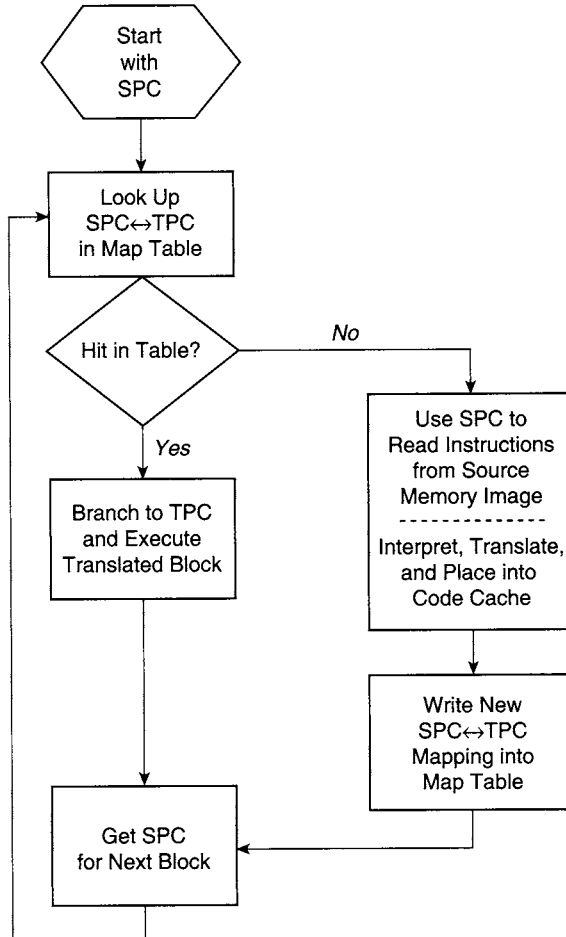 Start
with
SPC
Look Up
SPC↔TPC
in Map Table
Hit in Table?
No
Yes
Use SPC to
Read Instructions
from Source
Memory Image
Interpret, Translate,
and Place into
Code Cache
Branch to TPC
and Execute
Translated Block
Write New
SPC↔TPC
Mapping into
Map Table
Get SPC
for Next Block